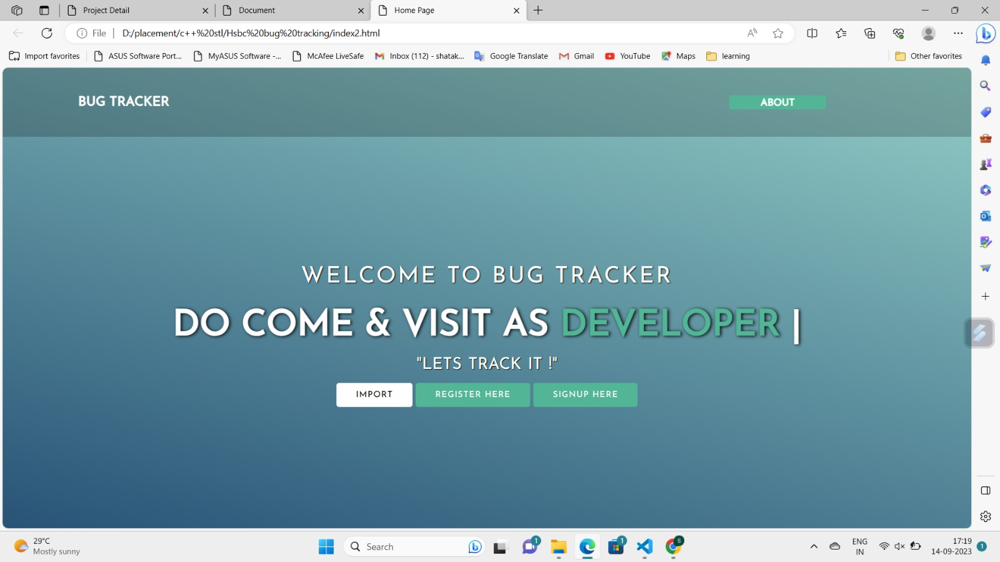 Project Detail
Document
Home Page
File
D:/placement/c++%20stl/Hsbc%20bug%20tracking/index2.html
Import favorites
ASUS Software Port...
MyASUS Software -...
McAfee LiveSafe
Inbox (112) - shatak...
Google Translate
Gmail
YouTube
Maps
learning
Other favorites
BUG TRACKER
ABOUT
WELCOME TO BUG TRACKER
DO COME & VISIT AS DEVELOPER |
"LETS TRACK IT !"
IMPORT
REGISTER HERE
SIGNUP HERE
29°C
Mostly sunny
Search
1
1
S
ENG
IN
17:19
14-09-2023
1